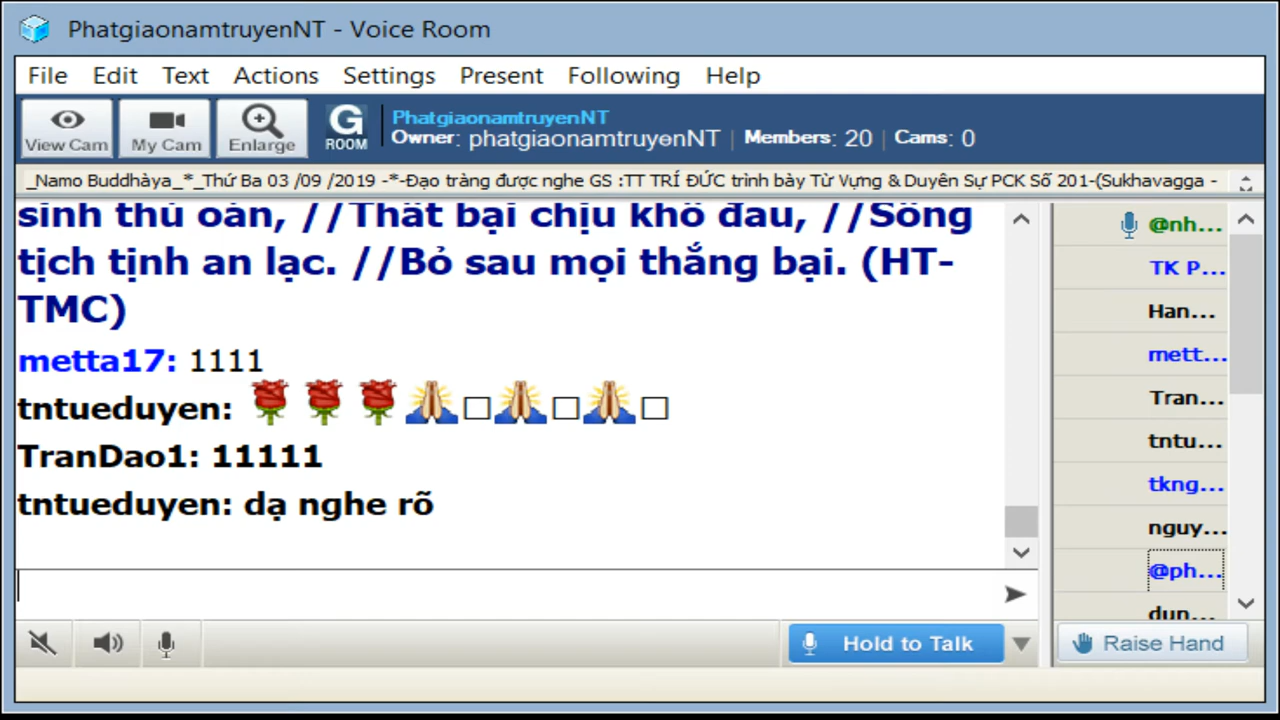 PhatgiaonamtruyenNT - Voice Room
File Edit Text Actions Settings Present Following Help
View Cam My Cam Enlarge G ROOM
PhatgiaonamtruyenNT
Owner: phatgiaonamtruyenNT | Members: 20 | Cams: 0
_Namo Buddhàya_*_Thứ Ba 03 /09 /2019 -*-Đạo tràng được nghe GS :TT TRÍ ĐỨC trình bày Từ Vựng & Duyên Sự PCK Số 201-(Sukhavagga -
sinh thù oán, //Thất bại chịu khổ đau, //Sống
tịch tịnh an lạc. //Bỏ sau mọi thắng bại. (HT-
TMC)
metta17: 1111
tntueduyen: 🌹🌹🌹🙏□🙏□🙏□
TranDao1: 11111
tntueduyen: dạ nghe rõ
@nh...
TK P...
Han...
mett...
Tran...
tntu...
tkng...
nguy...
@ph...
dun...
Hold to Talk
Raise Hand